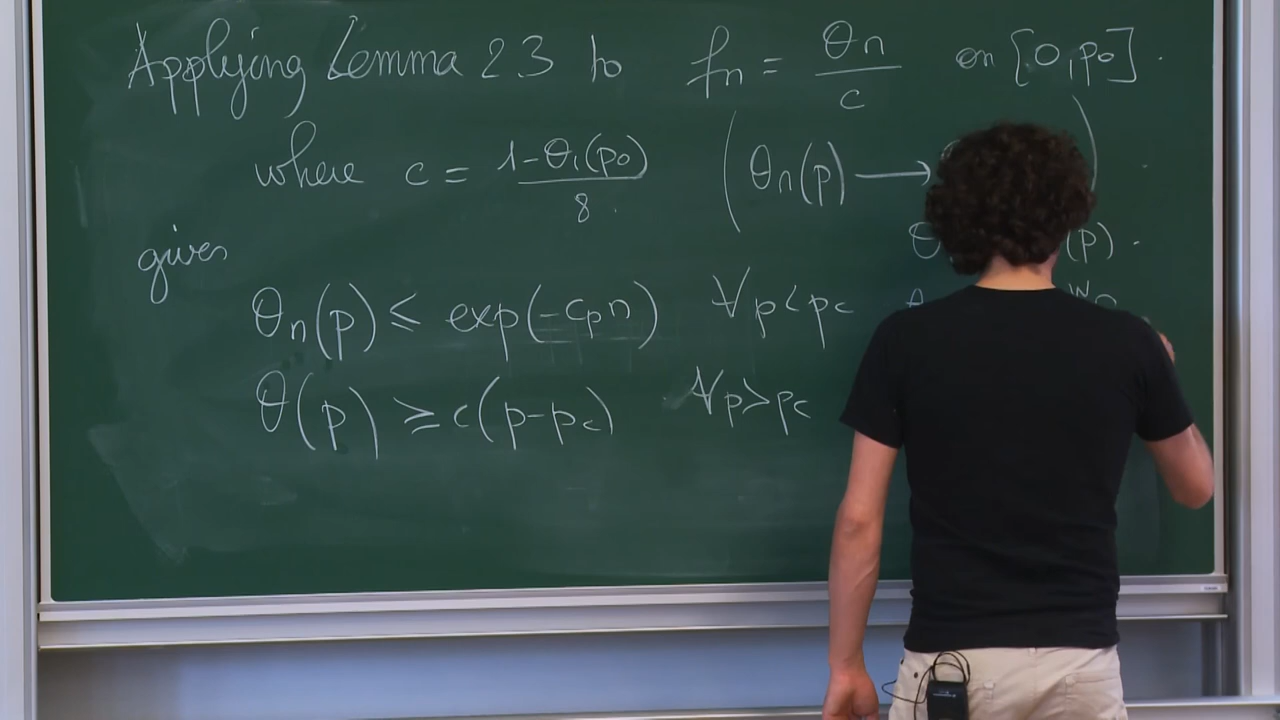 Applying Lemma 2.3 to fn = θn / c on [0,p0].
where c = 1-θ1(p0) / 8. ( θn(p) → )
gives θ (p).
θn(p) ≤ exp(-cpn) ∀p<pc
θ(p) ≥ c(p-pc) ∀p>pc